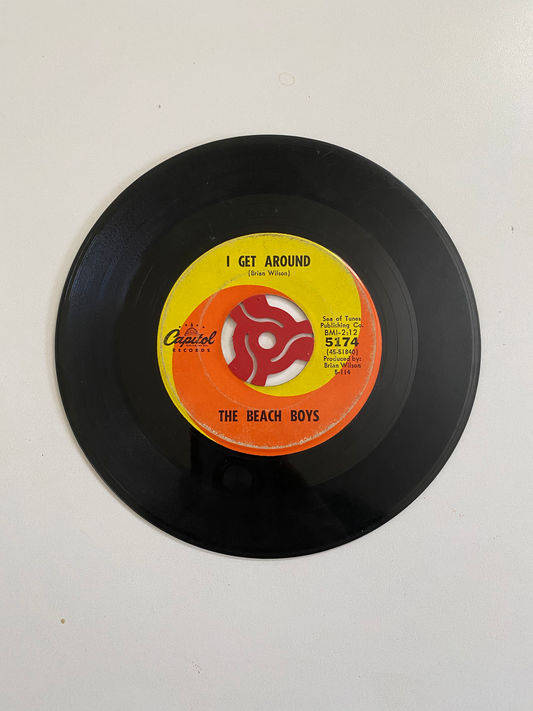 I GET AROUND
(Brian Wilson)
Sea of Tunes
Publishing Co.
BMI-2:12
5174
(45-51840)
Produced by:
Brian Wilson
S-114
Capitol
RECORDS
THE BEACH BOYS